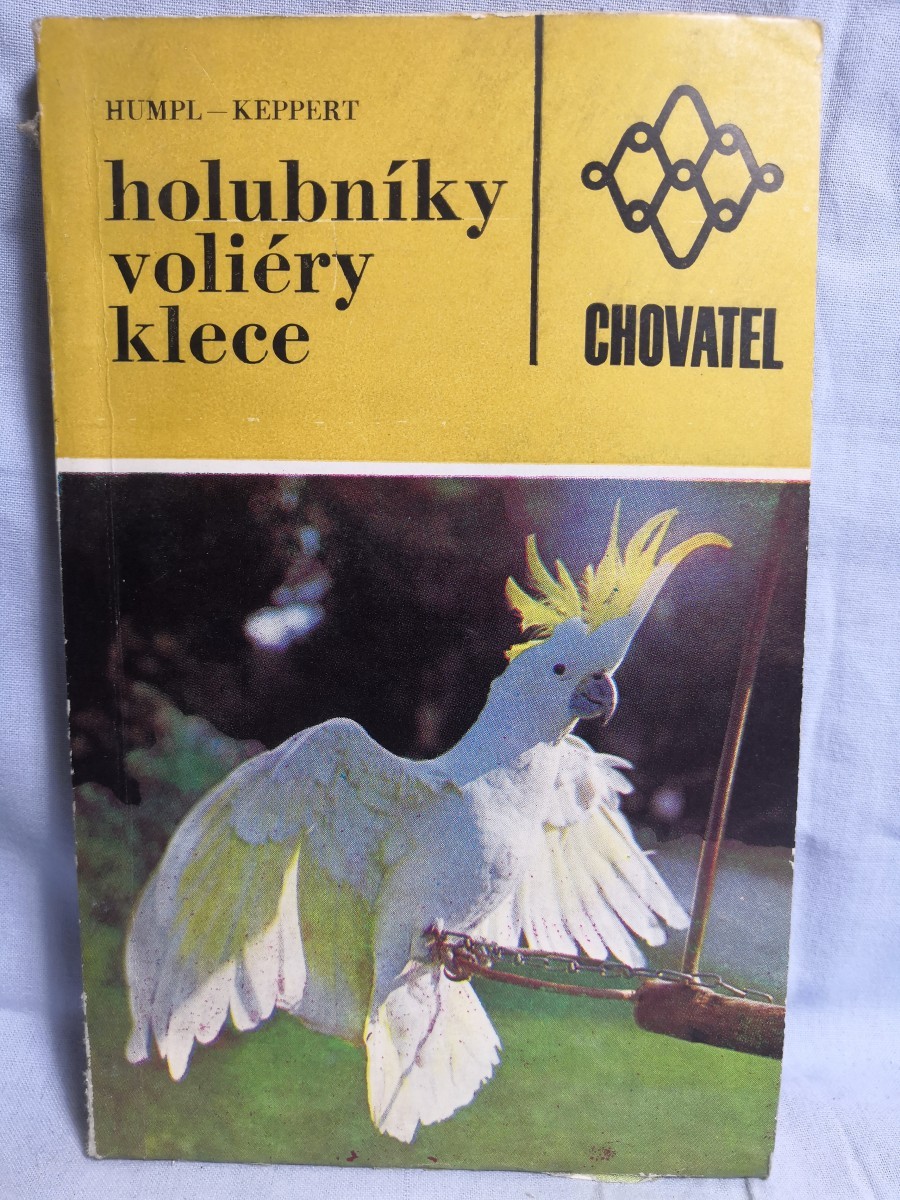 HUMPL — KEPPERT
holubníky
voliéry
klece
CHOVATEL